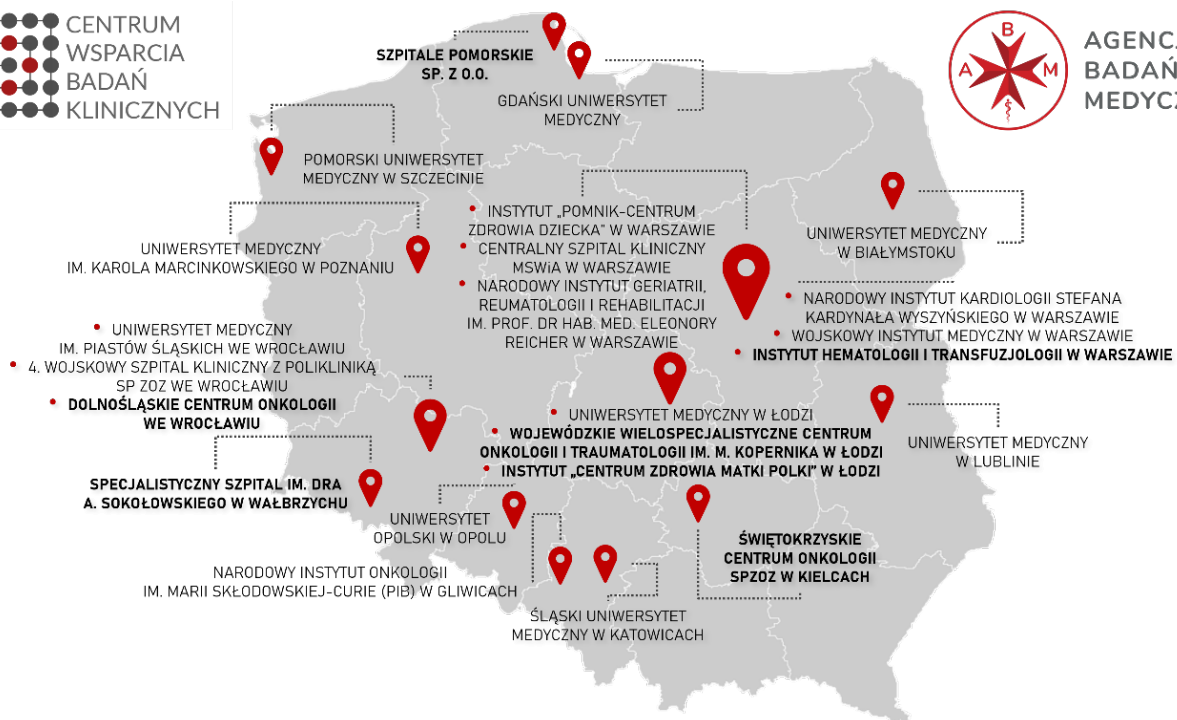 CENTRUM
WSPARCIA
BADAŃ
KLINICZNYCH
B
A M
BADAŃ
SZPITALE POMORSKIE
SP. Z O.O.
GDAŃSKI UNIWERSYTET
MEDYCZNY
POMORSKI UNIWERSYTET
MEDYCZNY W SZCZECINIE
UNIWERSYTET MEDYCZNY
IM. KAROLA MARCINKOWSKIEGO W POZNANIU
• INSTYTUT „POMNIK-CENTRUM
ZDROWIA DZIECKA" W WARSZAWIE
• CENTRALNY SZPITAL KLINICZNY
MSWiA W WARSZAWIE
• NARODOWY INSTYTUT GERIATRII,
REUMATOLOGII I REHABILITACJI
IM. PROF. DR HAB. MED. ELEONORY
REICHER W WARSZAWIE
UNIWERSYTET MEDYCZNY
W BIAŁYMSTOKU
• NARODOWY INSTYTUT KARDIOLOGII STEFANA
KARDYNAŁA WYSZYŃSKIEGO W WARSZAWIE
• WOJSKOWY INSTYTUT MEDYCZNY W WARSZAWIE
• INSTYTUT HEMATOLOGII I TRANSFUZJOLOGII W WARSZAWIE
• UNIWERSYTET MEDYCZNY
IM. PIASTÓW ŚLĄSKICH WE WROCŁAWIU
• 4. WOJSKOWY SZPITAL KLINICZNY Z POLIKLINIKĄ
SP ZOZ WE WROCŁAWIU
• DOLNOŚLĄSKIE CENTRUM ONKOLOGII
WE WROCŁAWIU
• UNIWERSYTET MEDYCZNY W ŁODZI
• WOJEWÓDZKIE WIELOSPECJALISTYCZNE CENTRUM
ONKOLOGII I TRAUMATOLOGII IM. M. KOPERNIKA W ŁODZI
• INSTYTUT „CENTRUM ZDROWIA MATKI POLKI" W ŁODZI
UNIWERSYTET MEDYCZNY
W LUBLINIE
SPECJALISTYCZNY SZPITAL IM. DRA
A. SOKOŁOWSKIEGO W WAŁBRZYCHU
UNIWERSYTET
OPOLSKI W OPOLU
ŚWIĘTOKRZYSKIE
CENTRUM ONKOLOGII
SPZOZ W KIELCACH
NARODOWY INSTYTUT ONKOLOGII
IM. MARII SKŁODOWSKIEJ-CURIE (PIB) W GLIWICACH
ŚLĄSKI UNIWERSYTET
MEDYCZNY W KATOWICACH